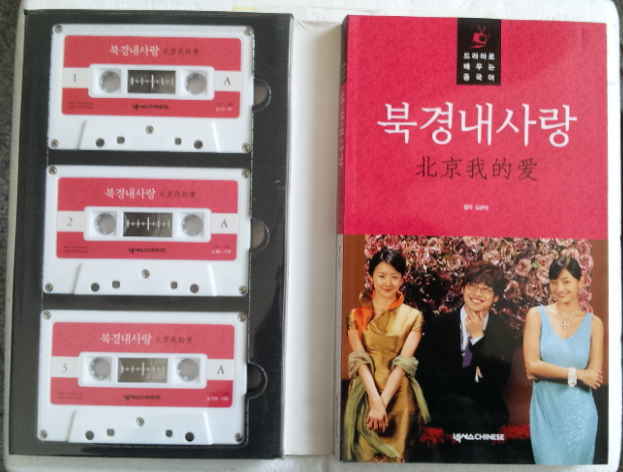 북경내사랑 北京我的爱
1
A
넥서스CHINESE
북경내사랑 北京我的爱
2
A
넥서스CHINESE
북경내사랑 北京我的爱
3
A
넥서스CHINESE
드라마로
배우는
중국어
북경내사랑
北京我的爱
넥서스CHINESE